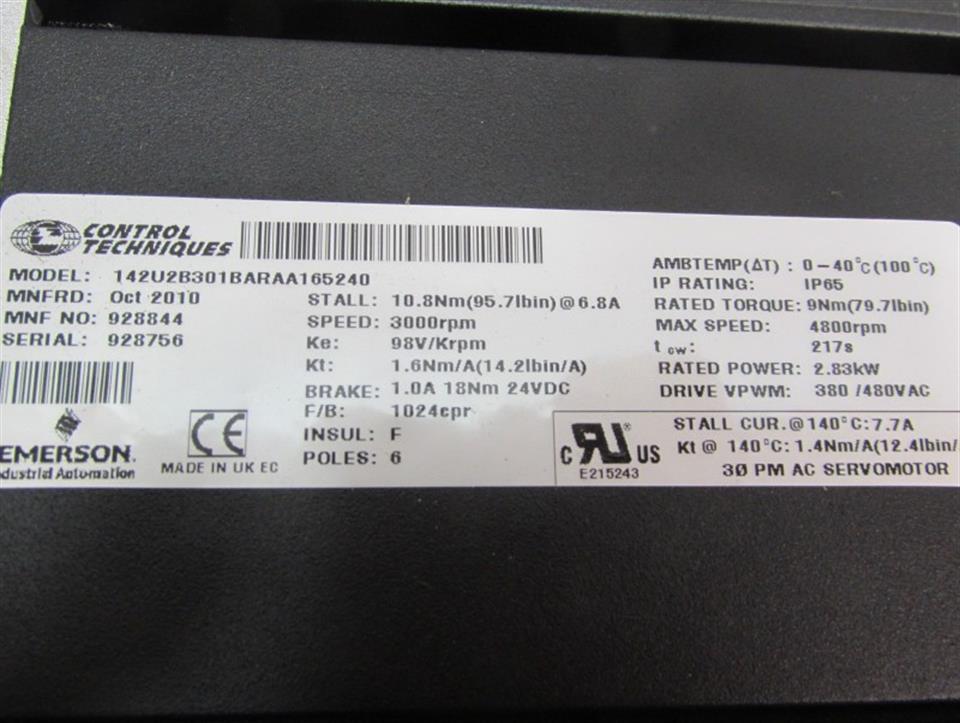 CONTROL
TECHNIQUES
MODEL: 142U2B301BARAA165240
MNFRD: Oct 2010
MNF NO: 928844
SERIAL: 928756
STALL: 10.8Nm(95.7lbin)@6.8A
SPEED: 3000rpm
Ke: 98V/Krpm
Kt: 1.6Nm/A(14.2lbin/A)
BRAKE: 1.0A 18Nm 24VDC
F/B: 1024cpr
INSUL: F
POLES: 6
AMBTEMP(ΔT) : 0-40°C(100°C)
IP RATING: IP65
RATED TORQUE: 9Nm(79.7lbin)
MAX SPEED: 4800rpm
t cw: 217s
RATED POWER: 2.83kW
DRIVE VPWM: 380 /480VAC
EMERSON.
Industrial Automation
CE
MADE IN UK EC
c RU US
E215243
STALL CUR.@140°C:7.7A
Kt @ 140°C: 1.4Nm/A(12.4lbin/
3Ø PM AC SERVOMOTOR